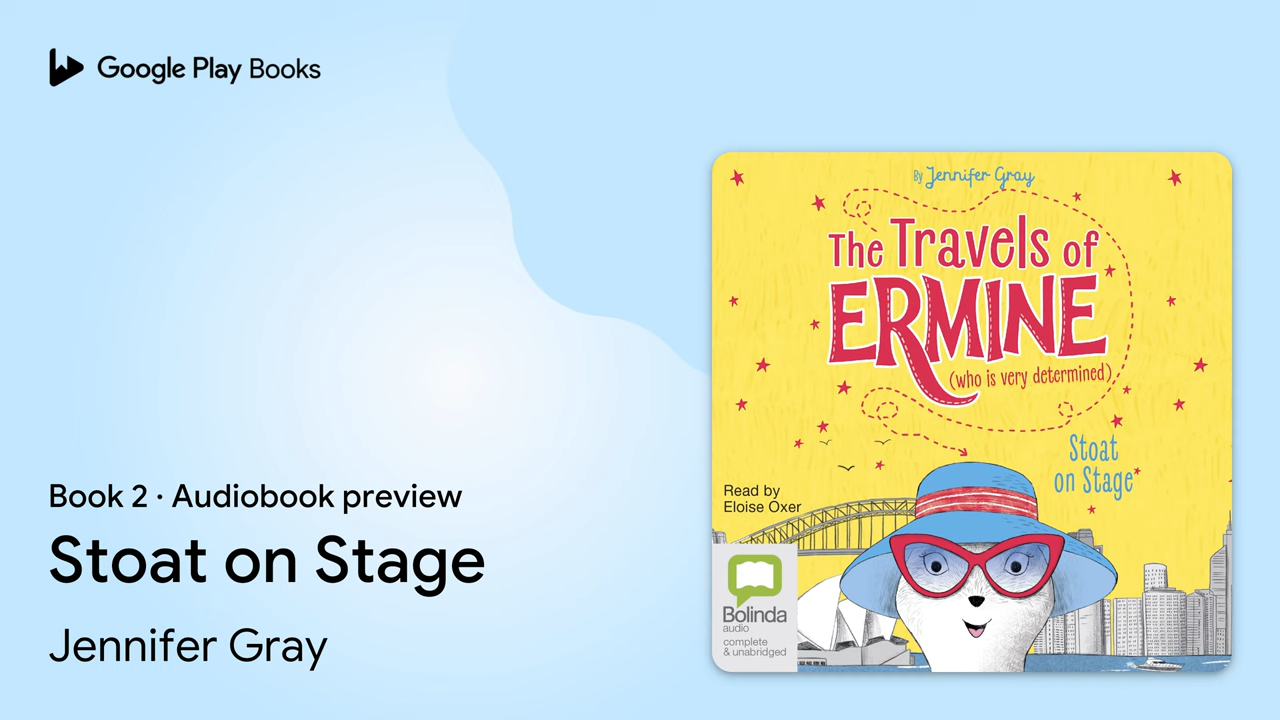 Google Play Books
Book 2 · Audiobook preview
Stoat on Stage
Jennifer Gray
By Jennifer Gray
The Travels of
ERMINE
(who is very determined)
Stoat
on Stage
Read by
Eloise Oxer
Bolinda
audio
complete
& unabridged